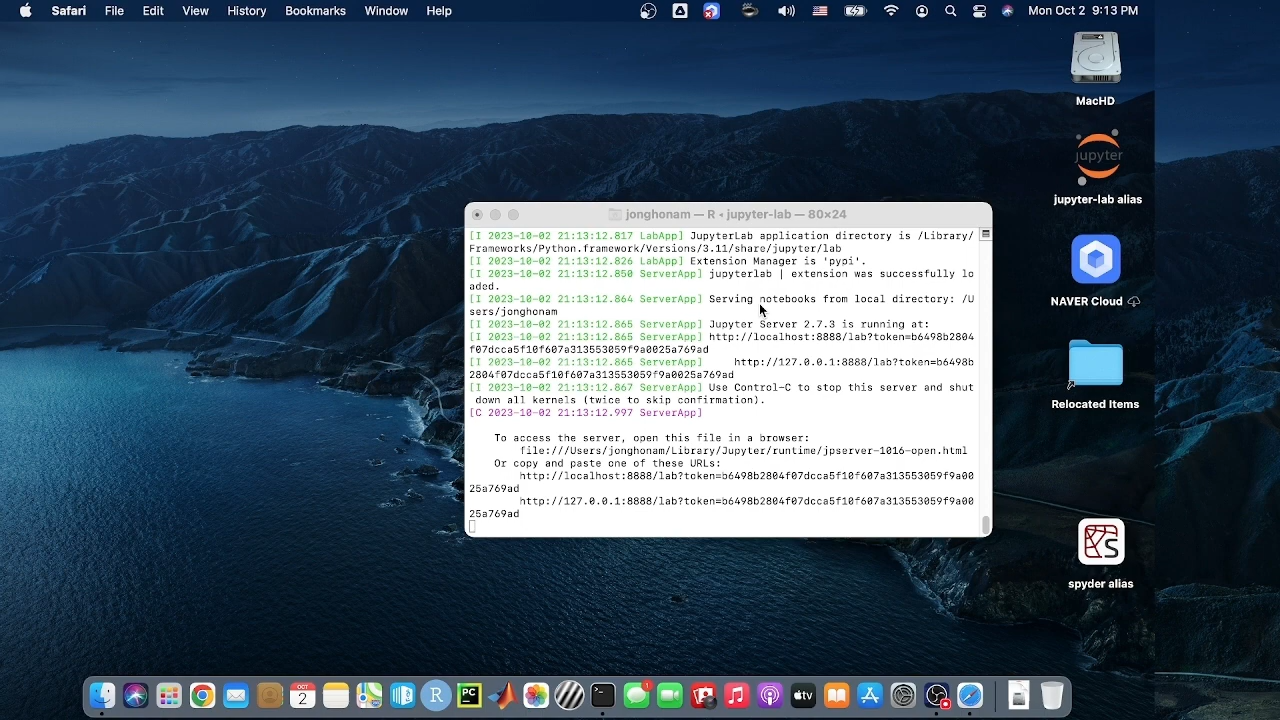 Safari File Edit View History Bookmarks Window Help Mon Oct 2 9:13 PM
MacHD
jupyter
jupyter-lab alias
NAVER Cloud
Relocated Items
spyder alias
jonghonam — R ◂ jupyter-lab — 80×24
[I 2023-10-02 21:13:12.817 LabApp] JupyterLab application directory is /Library/
Frameworks/Python.framework/Versions/3.11/share/jupyter/lab
[I 2023-10-02 21:13:12.826 LabApp] Extension Manager is 'pypi'.
[I 2023-10-02 21:13:12.850 ServerApp] jupyterlab | extension was successfully lo
aded.
[I 2023-10-02 21:13:12.864 ServerApp] Serving notebooks from local directory: /U
sers/jonghonam
[I 2023-10-02 21:13:12.865 ServerApp] Jupyter Server 2.7.3 is running at:
[I 2023-10-02 21:13:12.865 ServerApp] http://localhost:8888/lab?token=b6498b2804
f07dcca5f10f607a313553059f9a0025a769ad
[I 2023-10-02 21:13:12.865 ServerApp]     http://127.0.0.1:8888/lab?token=b6498b
2804f07dcca5f10f607a313553059f9a0025a769ad
[I 2023-10-02 21:13:12.867 ServerApp] Use Control-C to stop this server and shut
 down all kernels (twice to skip confirmation).
[C 2023-10-02 21:13:12.997 ServerApp]
To access the server, open this file in a browser:
file:///Users/jonghonam/Library/Jupyter/runtime/jpserver-1016-open.html
Or copy and paste one of these URLs:
http://localhost:8888/lab?token=b6498b2804f07dcca5f10f607a313553059f9a00
25a769ad
http://127.0.0.1:8888/lab?token=b6498b2804f07dcca5f10f607a313553059f9a00
25a769ad
OCT
2
R
PC
tv
1